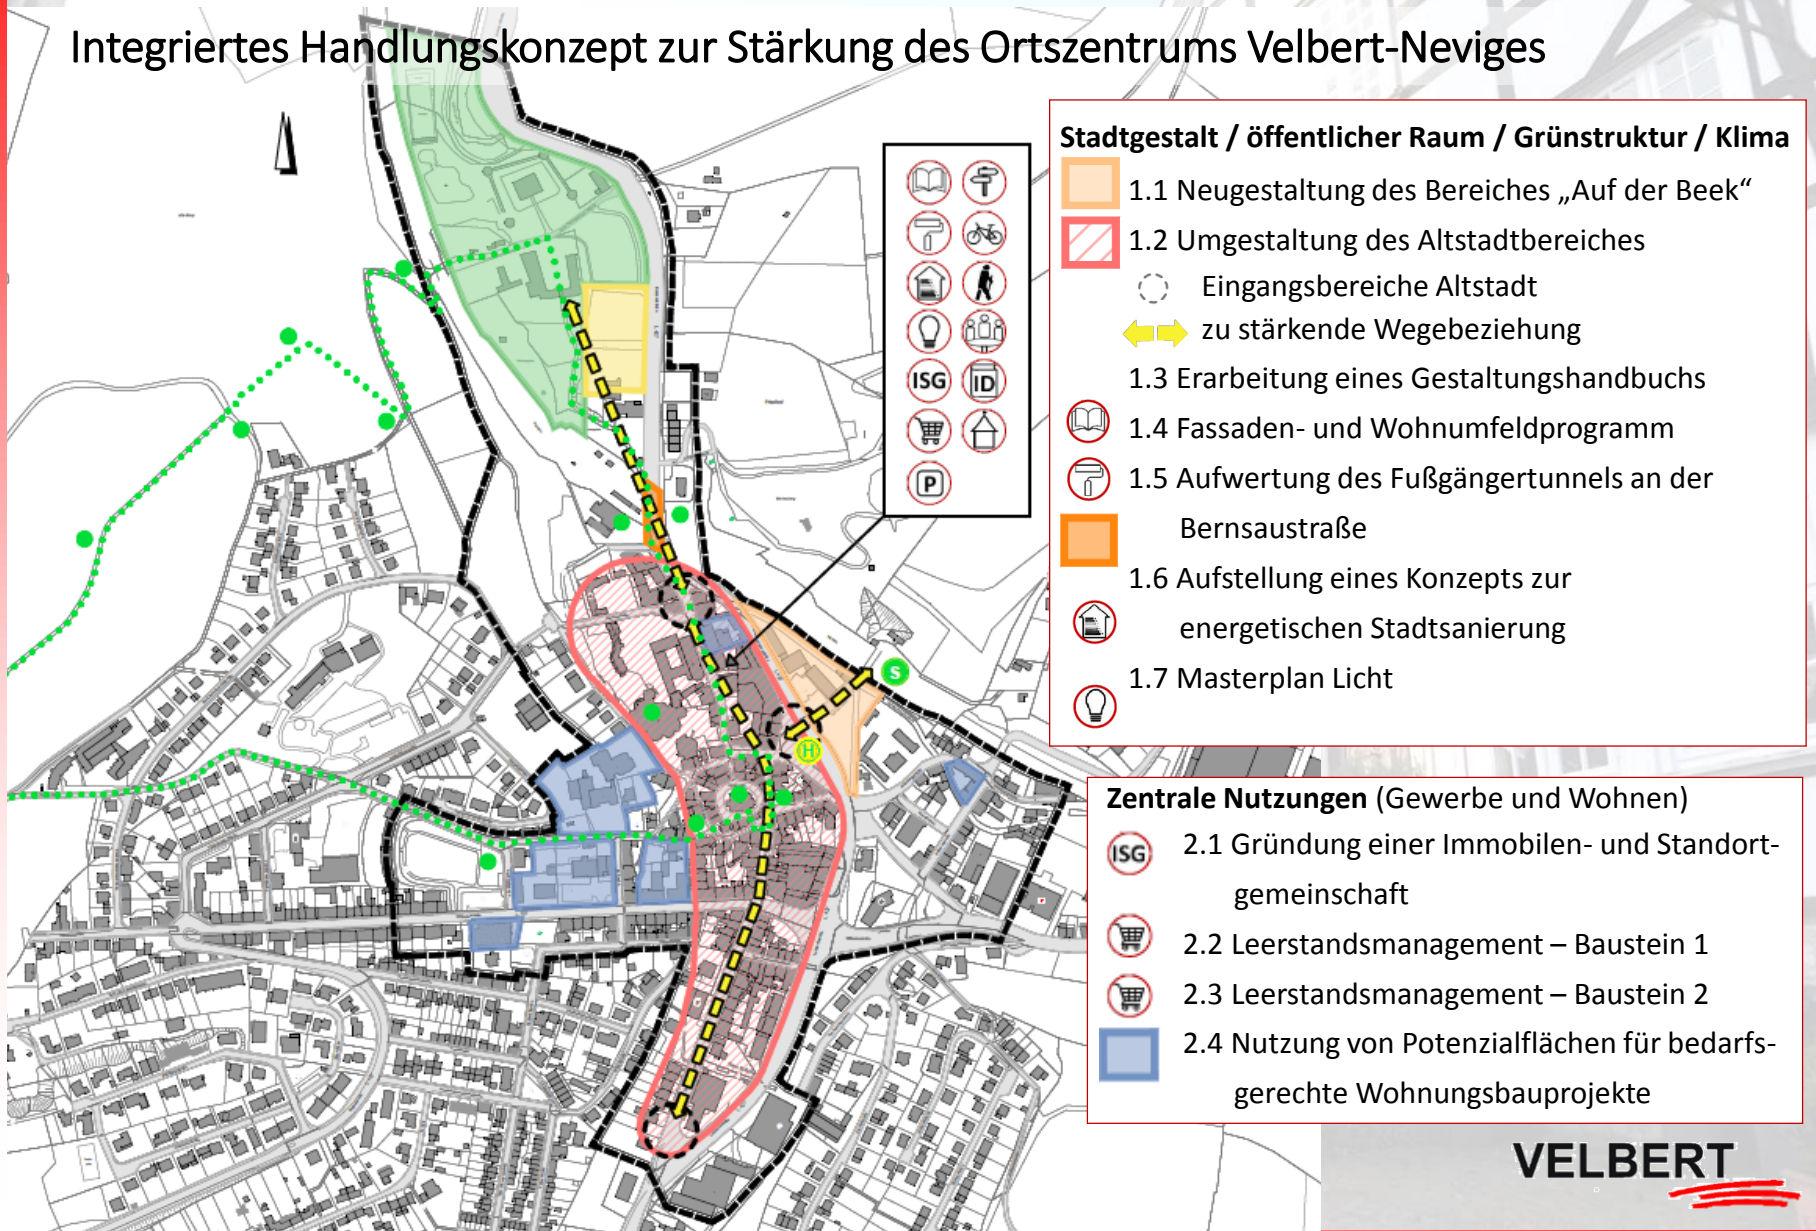 Integriertes Handlungskonzept zur Stärkung des Ortszentrums Velbert-Neviges
Stadtgestalt / öffentlicher Raum / Grünstruktur / Klima
1.1 Neugestaltung des Bereiches „Auf der Beek“
1.2 Umgestaltung des Altstadtbereiches
Eingangsbereiche Altstadt
zu stärkende Wegebeziehung
1.3 Erarbeitung eines Gestaltungshandbuchs
1.4 Fassaden- und Wohnumfeldprogramm
1.5 Aufwertung des Fußgängertunnels an der
Bernsaustraße
1.6 Aufstellung eines Konzepts zur
energetischen Stadtsanierung
1.7 Masterplan Licht
ISG
ID
P
S
H
Zentrale Nutzungen (Gewerbe und Wohnen)
ISG
2.1 Gründung einer Immobilen- und Standort-
gemeinschaft
2.2 Leerstandsmanagement – Baustein 1
2.3 Leerstandsmanagement – Baustein 2
2.4 Nutzung von Potenzialflächen für bedarfs-
gerechte Wohnungsbauprojekte
VELBERT